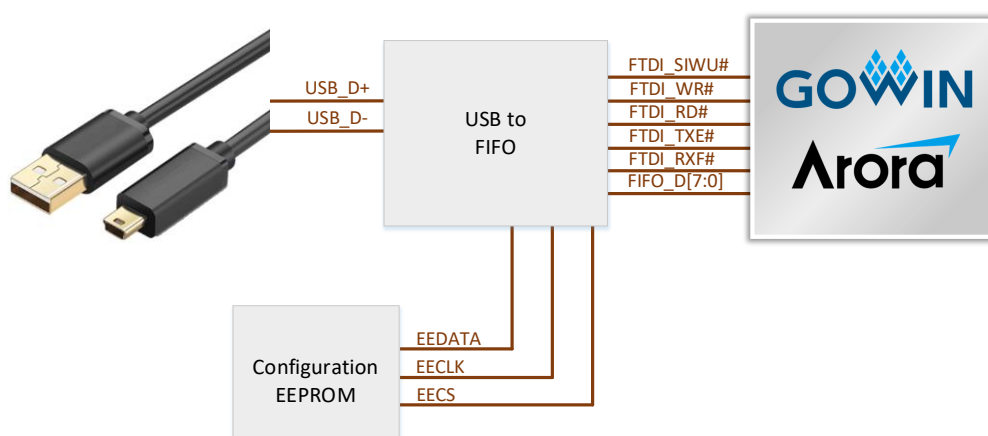 USB_D+
USB_D-
USB to
FIFO
FTDI_SIWU#
FTDI_WR#
FTDI_RD#
FTDI_TXE#
FTDI_RXF#
FIFO_D[7:0]
GOWIN
Arora
Configuration
EEPROM
EEDATA
EECLK
EECS